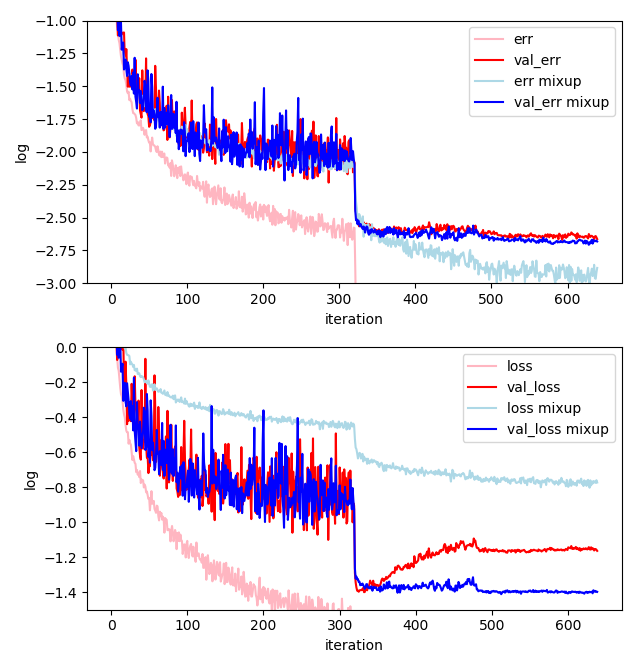 −1.00
−1.25
−1.50
−1.75
−2.00
−2.25
−2.50
−2.75
−3.00
log
0 100 200 300 400 500 600
iteration
err
val_err
err mixup
val_err mixup
0.0
−0.2
−0.4
−0.6
−0.8
−1.0
−1.2
−1.4
log
0 100 200 300 400 500 600
iteration
loss
val_loss
loss mixup
val_loss mixup